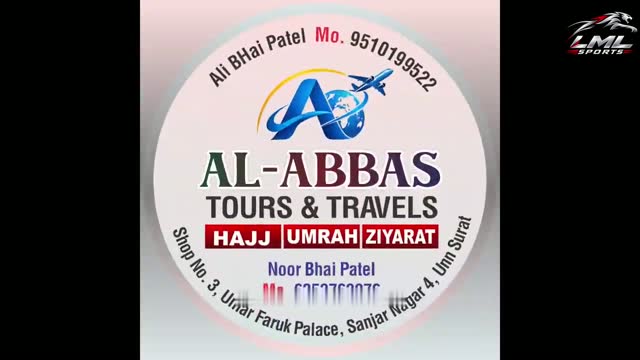 LML
SPORTS
Ali BHai Patel Mo. 9510199522
AL-ABBAS
TOURS & TRAVELS
HAJJ UMRAH ZIYARAT
Noor Bhai Patel
Shop No. 3, Umar Faruk Palace, Sanjar Nagar 4, Unn Surat